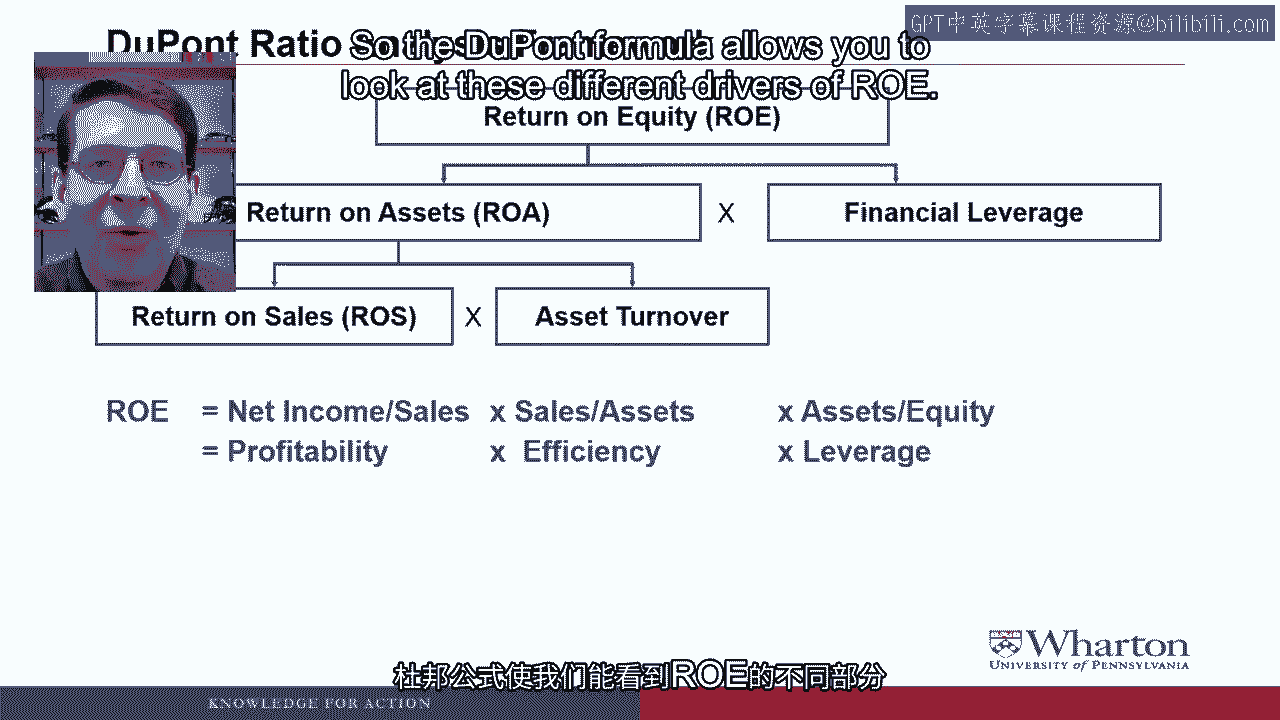 GPT中英字幕课程资源@bilibili.com
DuPont Ratio
So the DuPont formula allows you to
look at these different drivers of ROE.
Return on Equity (ROE)
Return on Assets (ROA) X Financial Leverage
Return on Sales (ROS) X Asset Turnover
ROE = Net Income/Sales x Sales/Assets x Assets/Equity
= Profitability x Efficiency x Leverage
Wharton
UNIVERSITY of PENNSYLVANIA
杜邦公式使我们能看到ROE的不同部分
KNOWLEDGE FOR ACTION